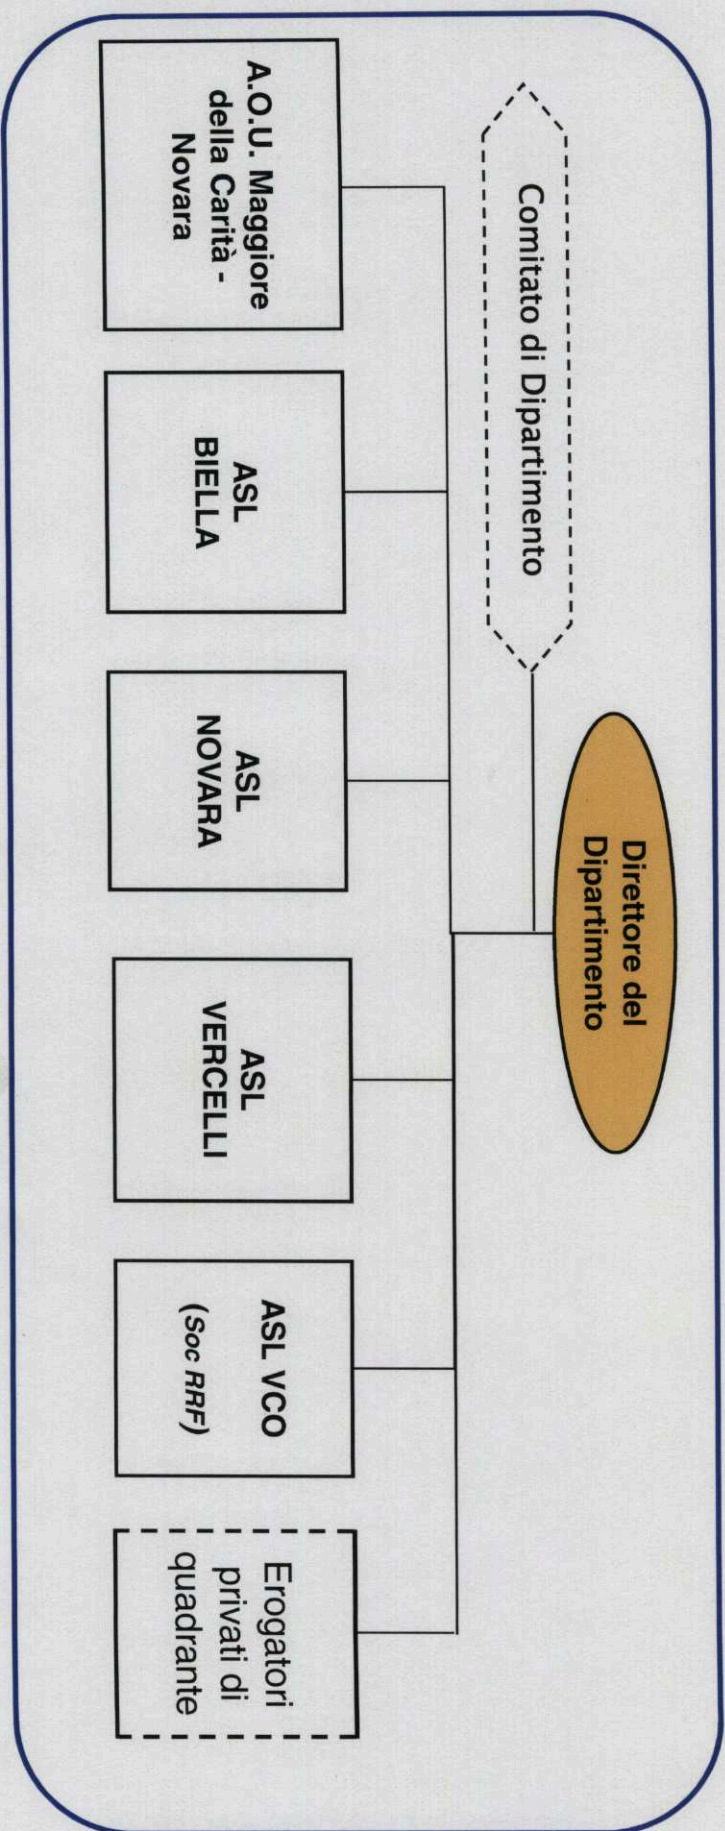 Direttore del
Dipartimento
Comitato di Dipartimento
A.O.U. Maggiore
della Carità -
Novara
ASL
BIELLA
ASL
NOVARA
ASL
VERCELLI
ASL VCO
(Soc RRF)
Erogatori
privati di
quadrante